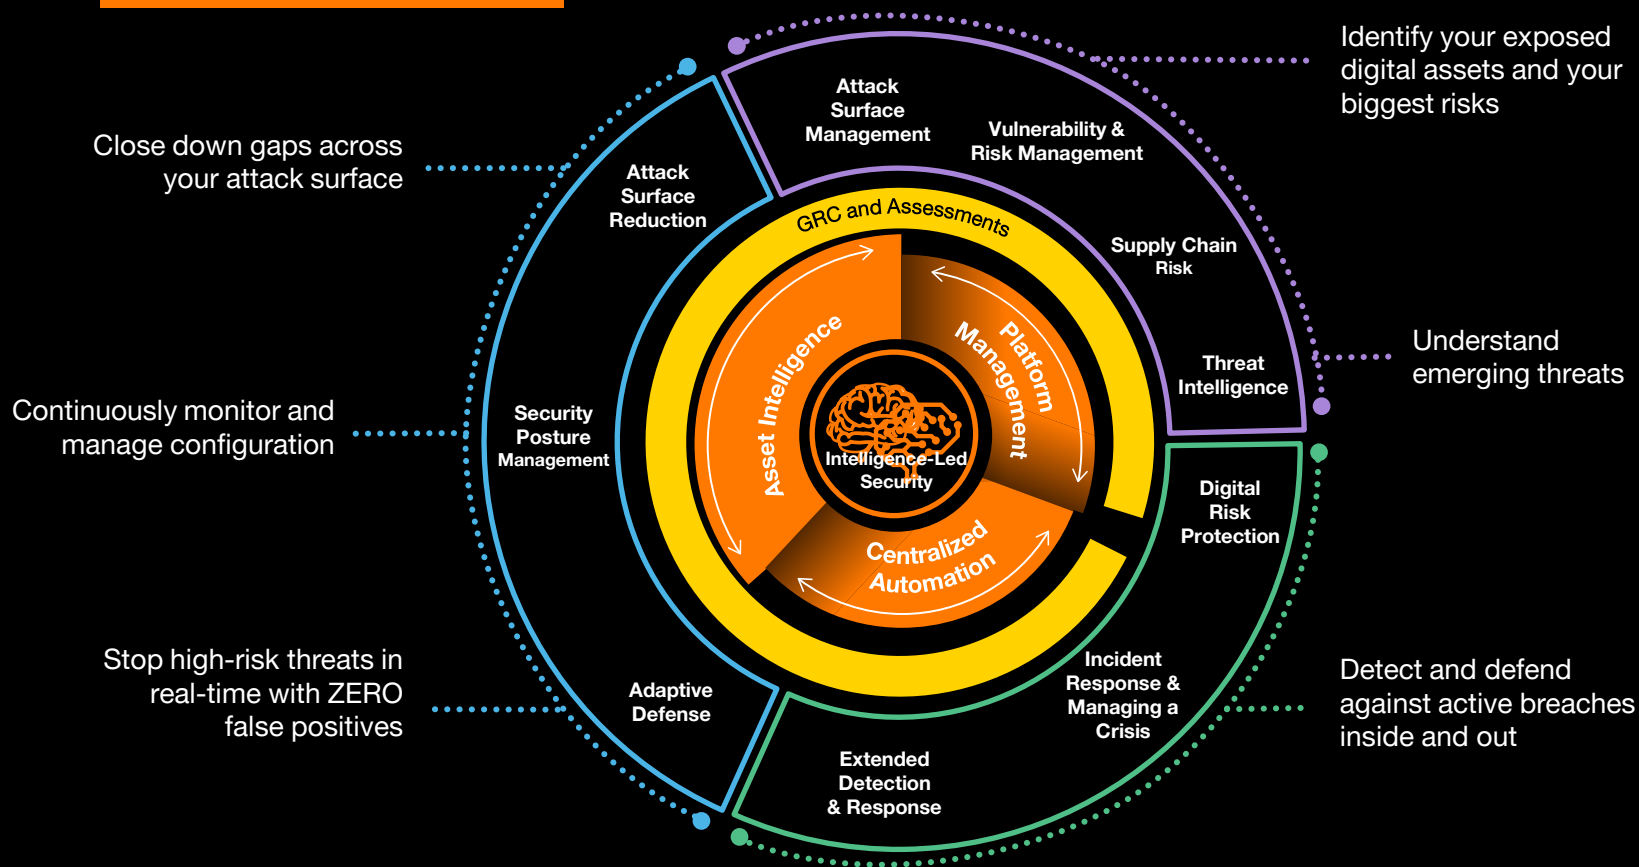 Identify your exposed
digital assets and your
biggest risks
Close down gaps across
your attack surface
Attack
Surface
Management
Vulnerability &
Risk Management
Attack
Surface
Reduction
GRC and Assessments
Supply Chain
Risk
Asset Intelligence
Platform
Management
Threat
Intelligence
Understand
emerging threats
Continuously monitor and
manage configuration
Security
Posture
Management
Intelligence-Led
Security
Digital
Risk
Protection
Centralized
Automation
Stop high-risk threats in
real-time with ZERO
false positives
Adaptive
Defense
Incident
Response &
Managing a
Crisis
Extended
Detection
& Response
Detect and defend
against active breaches
inside and out